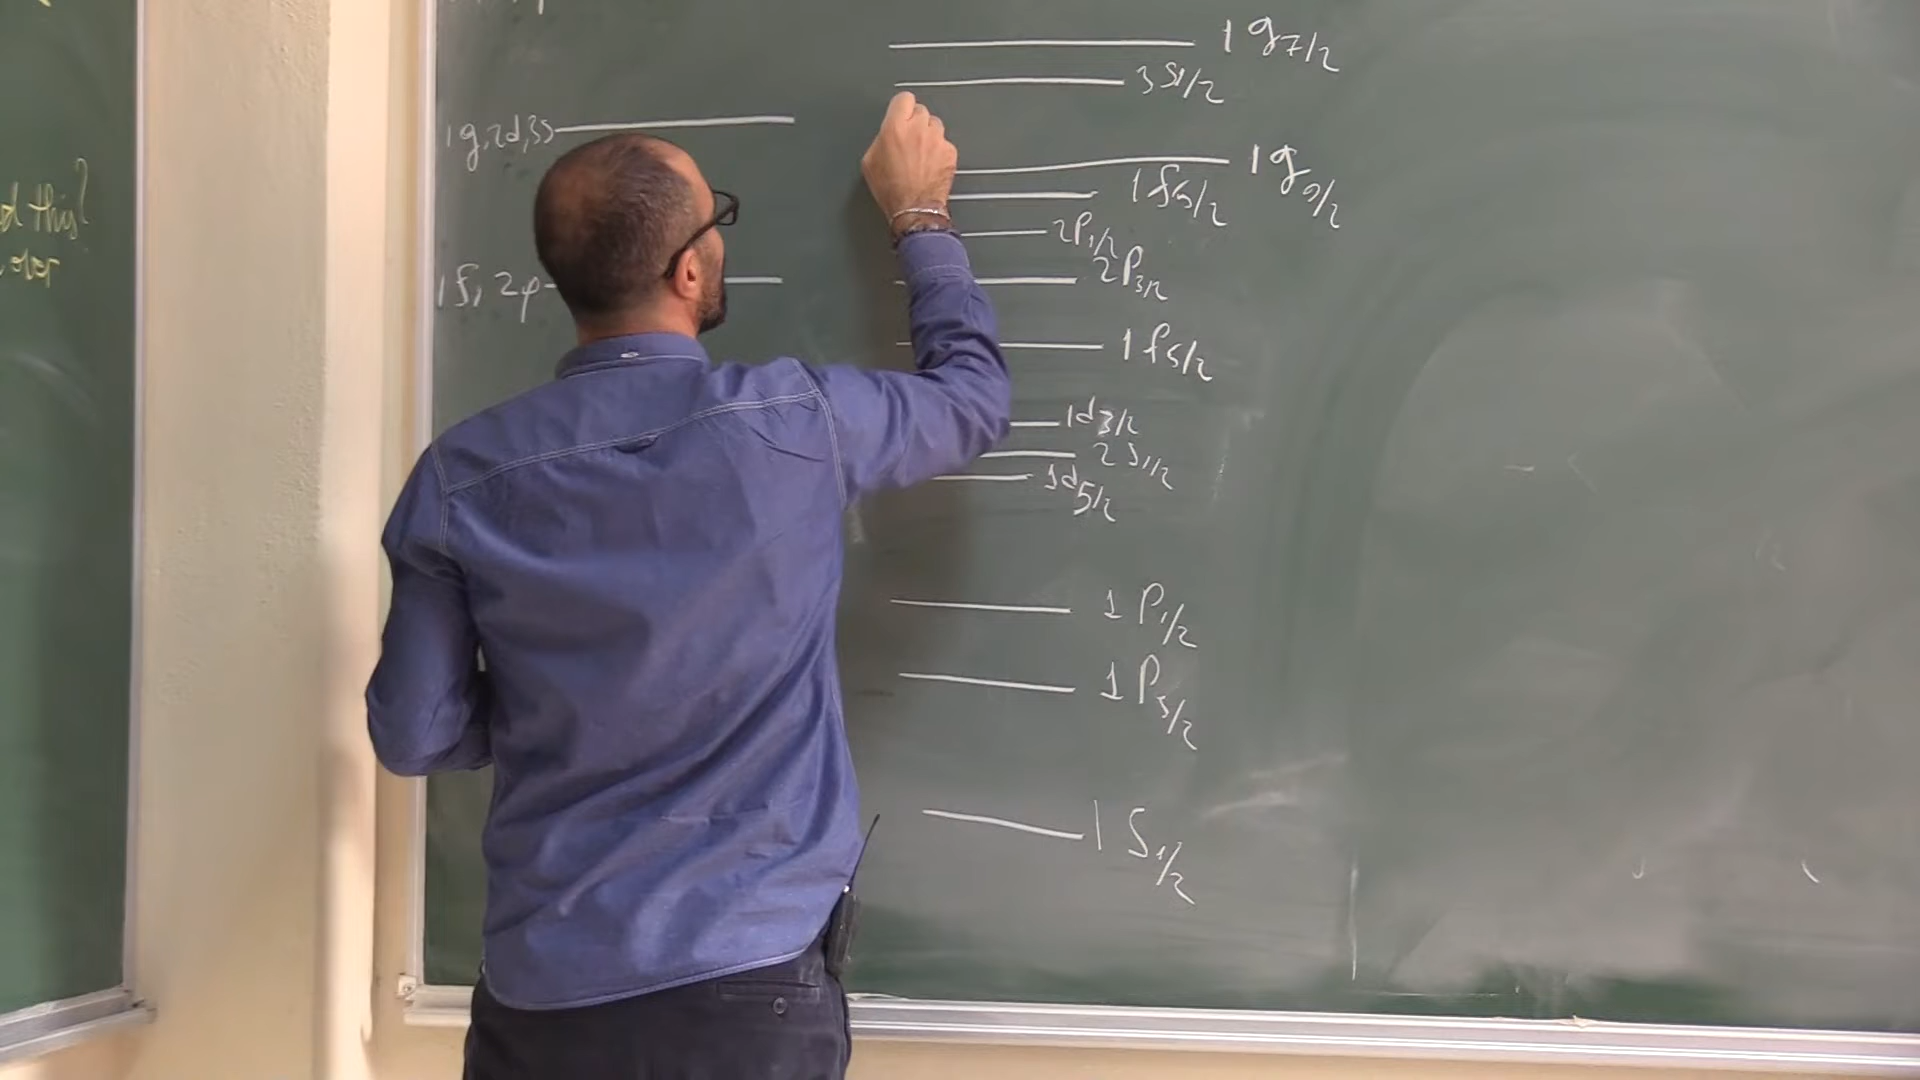 1g7/2
3s1/2
1g,2d,3s
1g9/2
1f5/2
2p1/2
d this?
olor
1f, 2p
2p3/2
1f5/2
1d3/2
2s1/2
1d5/2
1p1/2
1p3/2
1s1/2